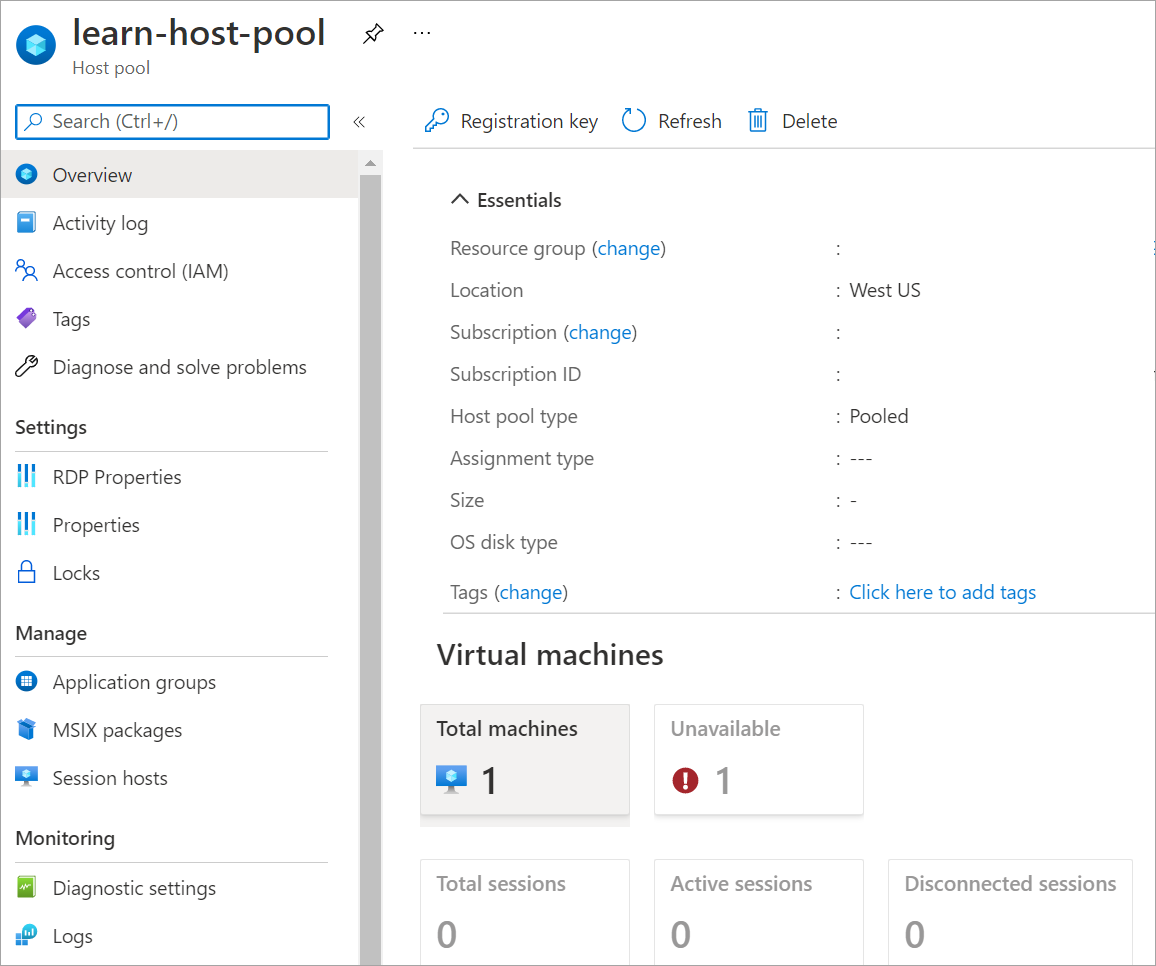 learn-host-pool ...
Host pool
Search (Ctrl+/)
«
Overview
Activity log
Access control (IAM)
Tags
Diagnose and solve problems
Settings
RDP Properties
Properties
Locks
Manage
Application groups
MSIX packages
Session hosts
Monitoring
Diagnostic settings
Logs
Registration key Refresh Delete
Essentials
Resource group (change) :
Location : West US
Subscription (change) :
Subscription ID :
Host pool type : Pooled
Assignment type : ---
Size : -
OS disk type : ---
Tags (change) : Click here to add tags
Virtual machines
Total machines
1
Unavailable
1
Total sessions
0
Active sessions
0
Disconnected sessions
0